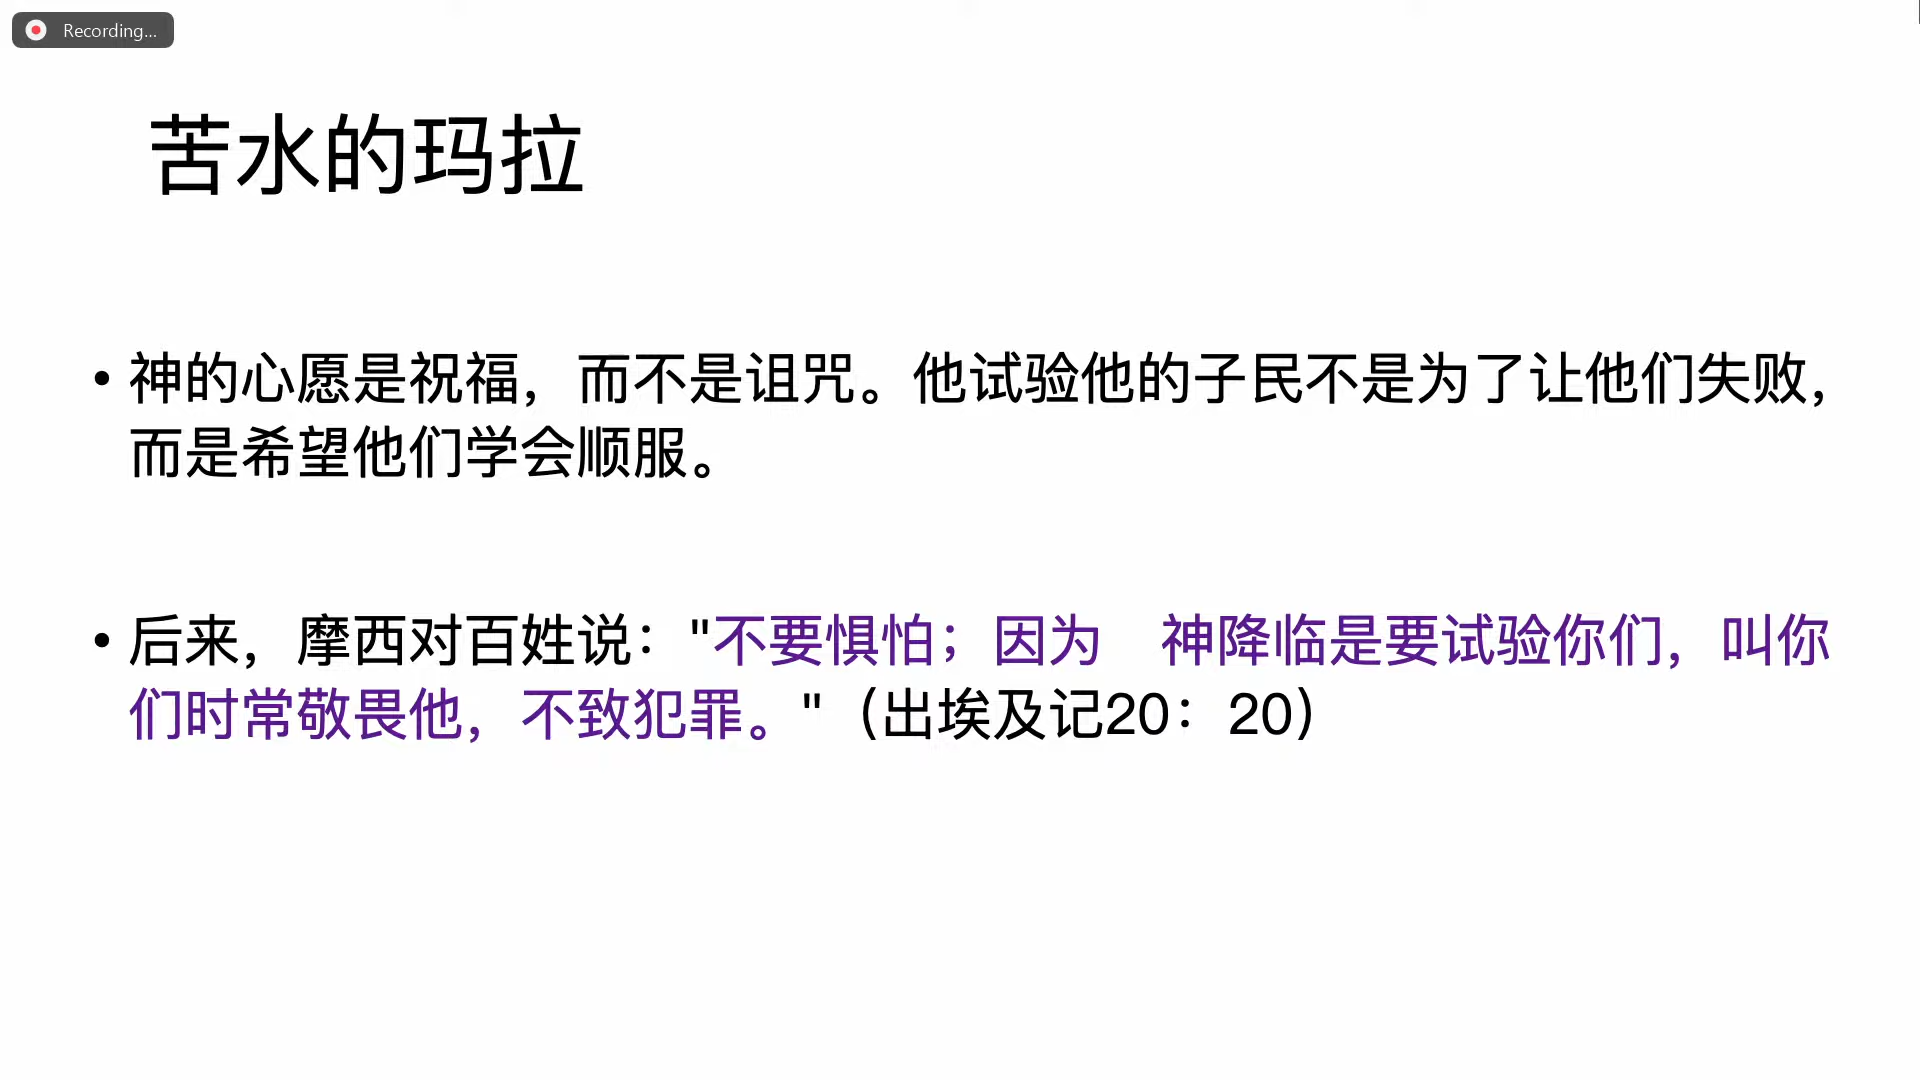 Recording...
苦水的玛拉
• 神的心愿是祝福，而不是诅咒。他试验他的子民不是为了让他们失败，
而是希望他们学会顺服。
• 后来，摩西对百姓说："不要惧怕；因为　神降临是要试验你们，叫你
们时常敬畏他，不致犯罪。"（出埃及记20：20）